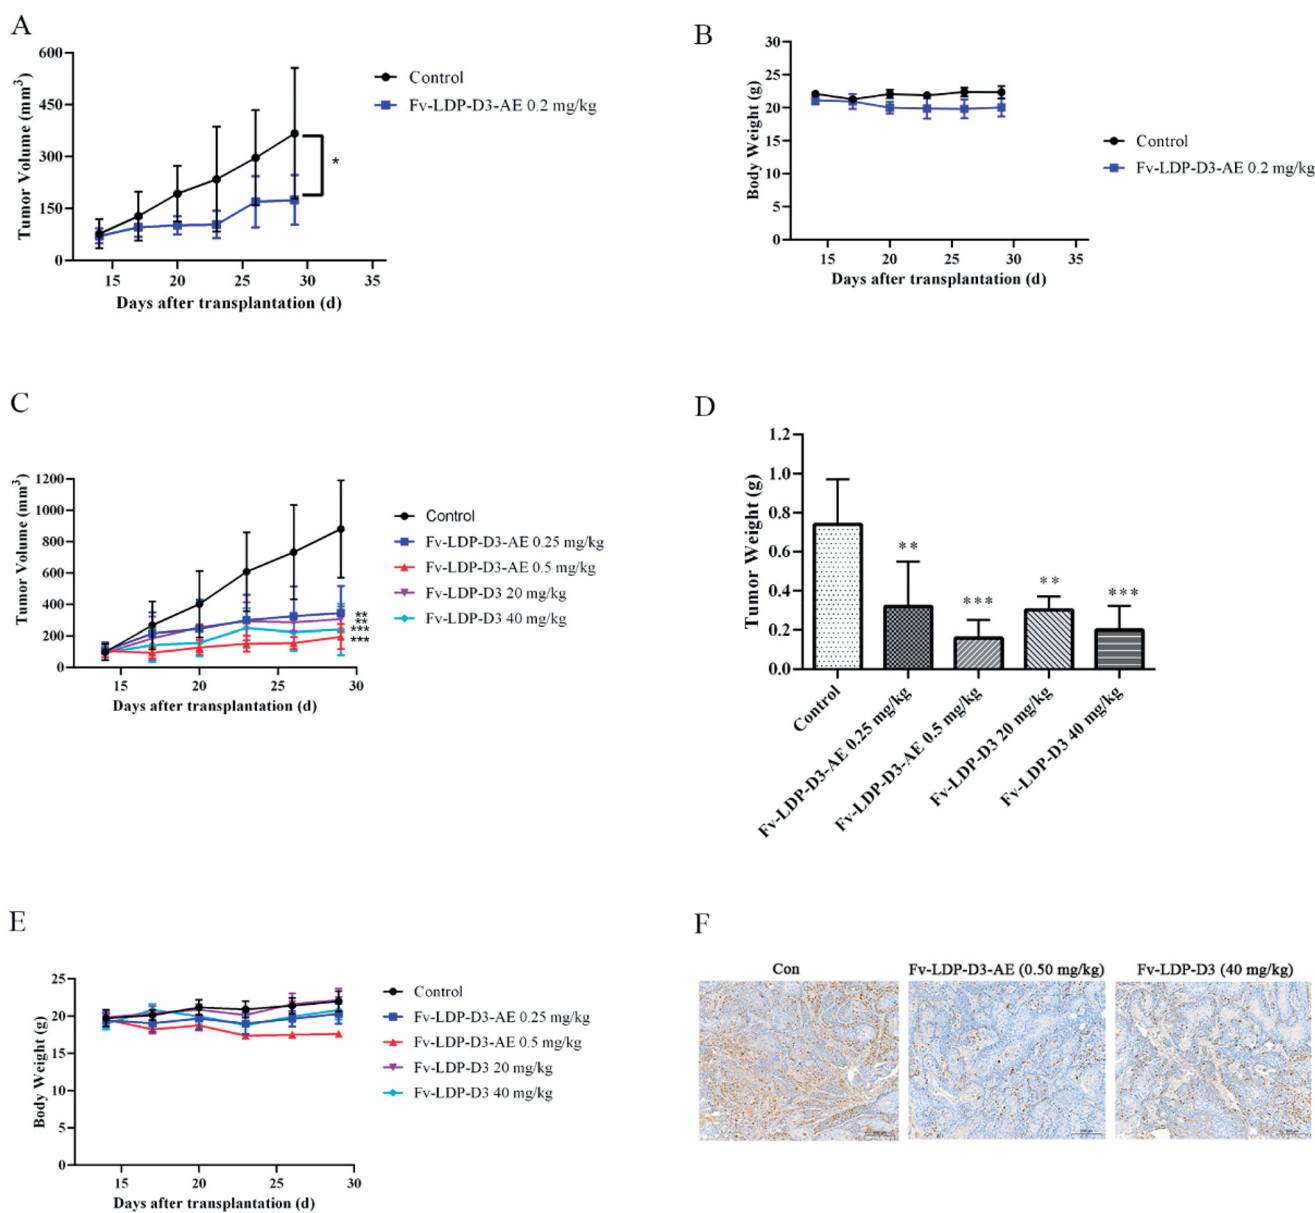 A
Tumor Volume (mm³)
600
450
300
150
0
15 20 25 30 35
Days after transplantation (d)
Control
Fv-LDP-D3-AE 0.2 mg/kg
*
B
Body Weight (g)
30
25
20
15
10
5
0
15 20 25 30 35
Days after transplantation (d)
Control
Fv-LDP-D3-AE 0.2 mg/kg
C
Tumor Volume (mm³)
1200
1000
800
600
400
200
0
15 20 25 30
Days after transplantation (d)
Control
Fv-LDP-D3-AE 0.25 mg/kg
Fv-LDP-D3-AE 0.5 mg/kg
Fv-LDP-D3 20 mg/kg
Fv-LDP-D3 40 mg/kg
**
**
***
***
D
Tumor Weight (g)
1.2
1.0
0.8
0.6
0.4
0.2
0.0
** *** ** ***
Control
Fv-LDP-D3-AE 0.25 mg/kg
Fv-LDP-D3-AE 0.5 mg/kg
Fv-LDP-D3 20 mg/kg
Fv-LDP-D3 40 mg/kg
E
Body Weight (g)
25
20
15
10
5
0
15 20 25 30
Days after transplantation (d)
Control
Fv-LDP-D3-AE 0.25 mg/kg
Fv-LDP-D3-AE 0.5 mg/kg
Fv-LDP-D3 20 mg/kg
Fv-LDP-D3 40 mg/kg
F
Con
Fv-LDP-D3-AE (0.50 mg/kg)
Fv-LDP-D3 (40 mg/kg)